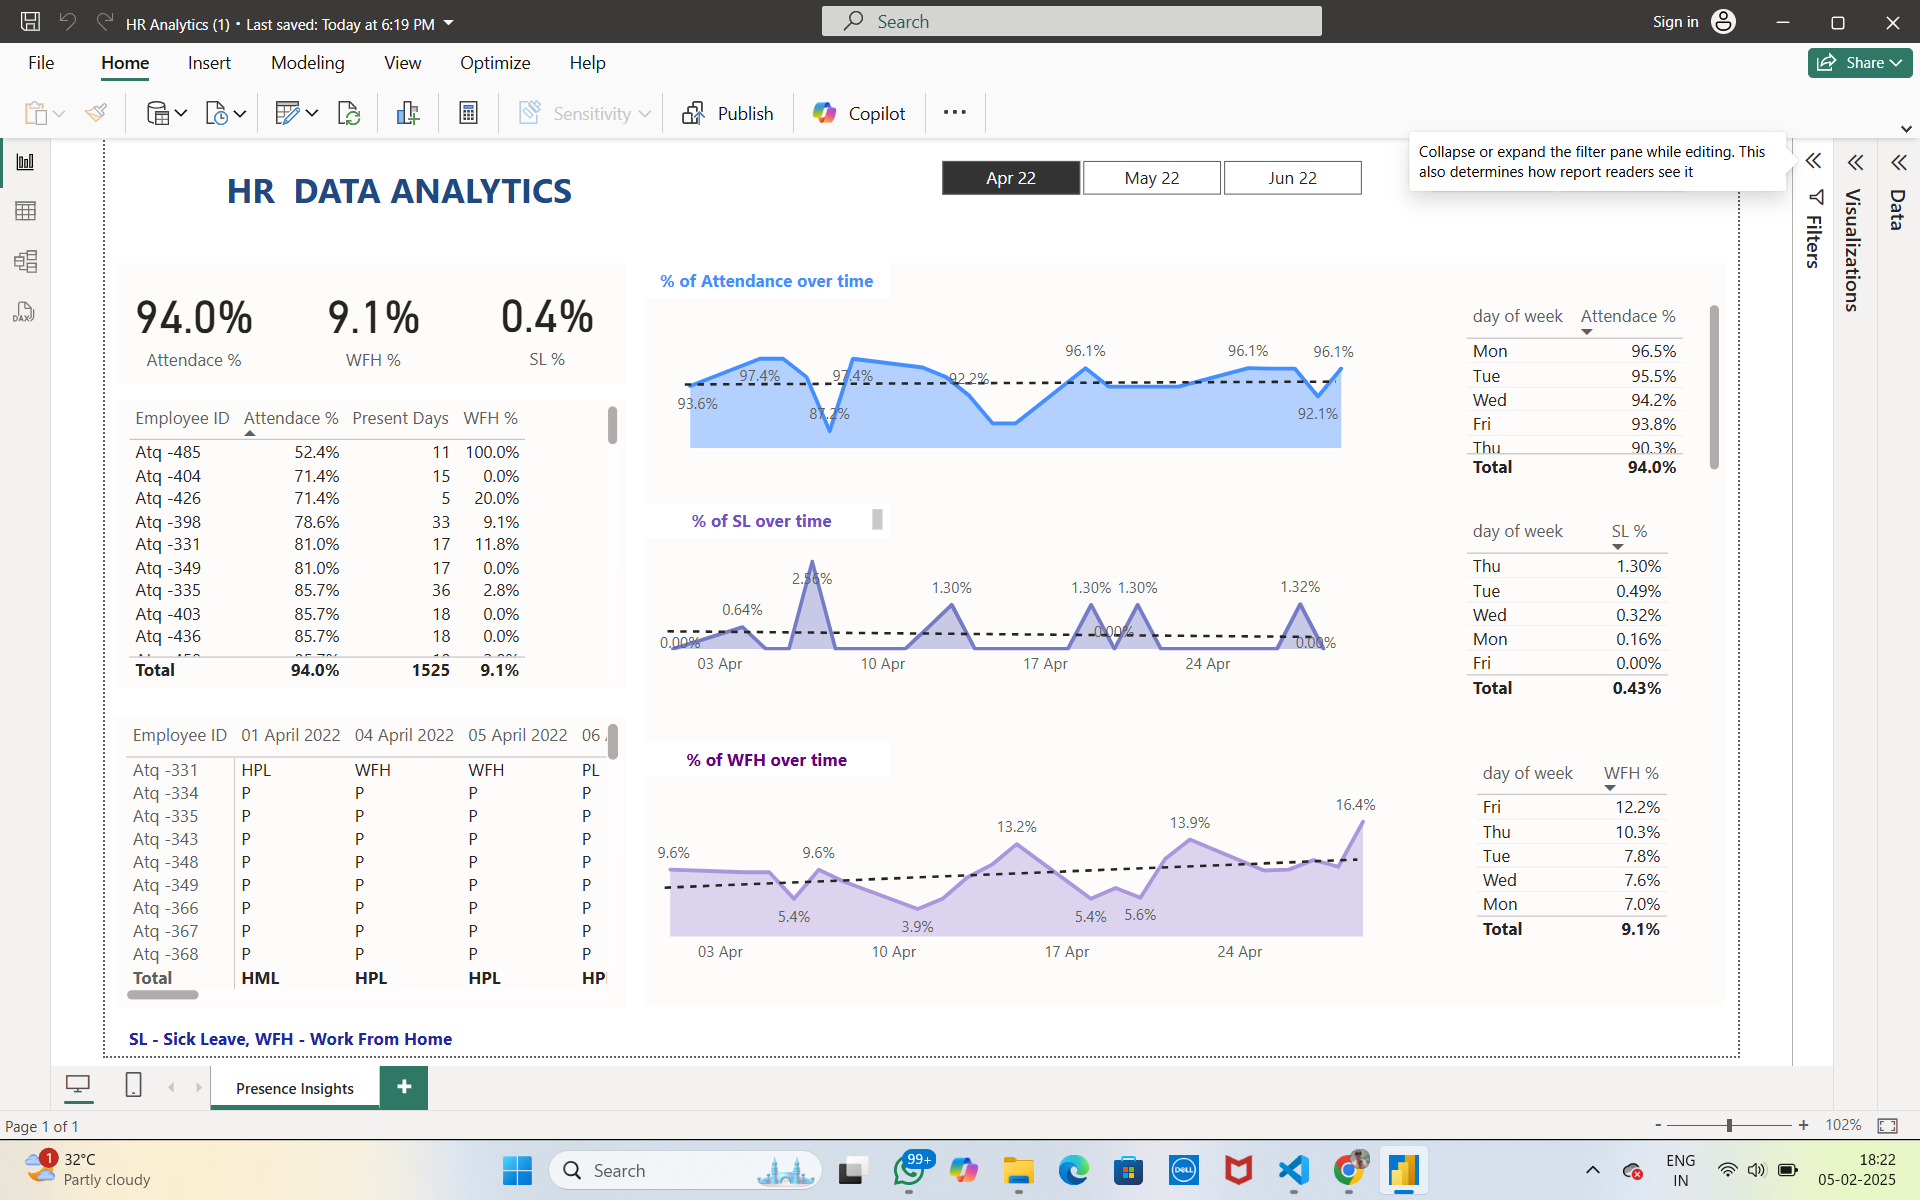 HR Analytics (1) • Last saved: Today at 6:19 PM
Search
Sign in
File
Home
Insert
Modeling
View
Optimize
Help
Share
Sensitivity
Publish
Copilot
Collapse or expand the filter pane while editing. This
also determines how report readers see it
Filters
Visualizations
Data
DAX
HR  DATA ANALYTICS
Apr 22
May 22
Jun 22
94.0%
9.1%
0.4%
Attendace %
WFH %
SL %
Employee ID Attendace % Present Days WFH %
Atq -485 52.4% 11 100.0%
Atq -404 71.4% 15 0.0%
Atq -426 71.4% 5 20.0%
Atq -398 78.6% 33 9.1%
Atq -331 81.0% 17 11.8%
Atq -349 81.0% 17 0.0%
Atq -335 85.7% 36 2.8%
Atq -403 85.7% 18 0.0%
Atq -436 85.7% 18 0.0%
Total 94.0% 1525 9.1%
Employee ID 01 April 2022 04 April 2022 05 April 2022 06
Atq -331 HPL WFH WFH PL
Atq -334 P P P P
Atq -335 P P P P
Atq -343 P P P P
Atq -348 P P P P
Atq -349 P P P P
Atq -366 P P P P
Atq -367 P P P P
Atq -368 P P P P
Total HML HPL HPL HP
SL - Sick Leave, WFH - Work From Home
% of Attendance over time
96.1% 96.1% 96.1%
97.4% 97.4% 92.2%
93.6% 87.2% 92.1%
day of week Attendace %
Mon 96.5%
Tue 95.5%
Wed 94.2%
Fri 93.8%
Thu 90.3%
Total 94.0%
% of SL over time
2.56%
0.64% 1.30% 1.30% 1.30% 1.32%
0.00% 0.00% 0.00%
03 Apr 10 Apr 17 Apr 24 Apr
day of week SL %
Thu 1.30%
Tue 0.49%
Wed 0.32%
Mon 0.16%
Fri 0.00%
Total 0.43%
% of WFH over time
9.6% 9.6% 13.2% 13.9% 16.4%
5.4% 3.9% 5.4% 5.6%
03 Apr 10 Apr 17 Apr 24 Apr
day of week WFH %
Fri 12.2%
Thu 10.3%
Tue 7.8%
Wed 7.6%
Mon 7.0%
Total 9.1%
Presence Insights
+
Page 1 of 1
- + 102%
1
32°C
Partly cloudy
Search
99+
DELL
ENG
IN
18:22
05-02-2025